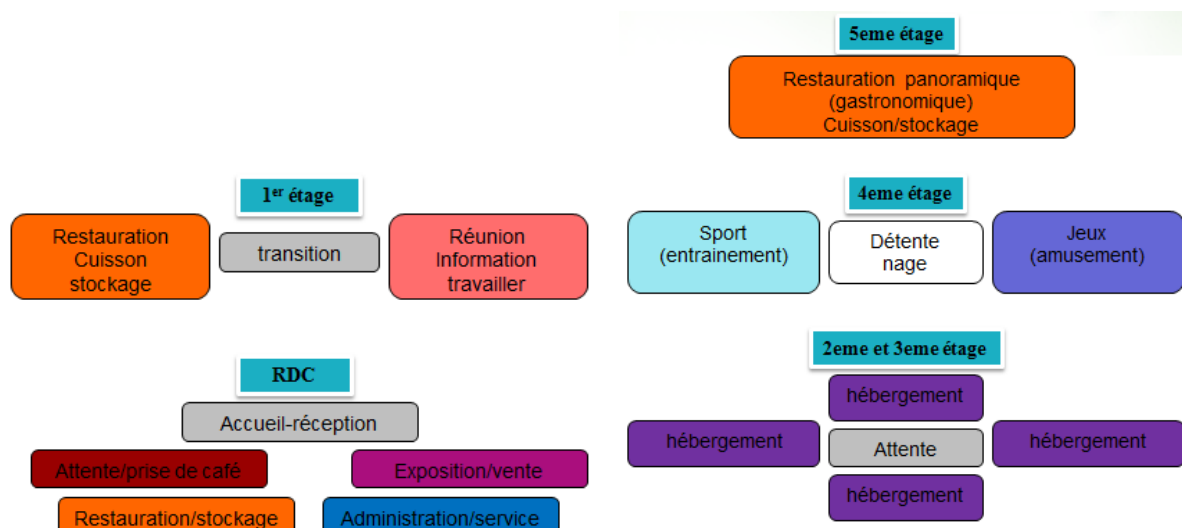 1er étage
Restauration
Cuisson
stockage
transition
Réunion
Information
travailler
RDC
Accueil-réception
Attente/prise de café
Exposition/vente
Restauration/stockage
Administration/service
5eme étage
Restauration panoramique
(gastronomique)
Cuisson/stockage
4eme étage
Sport
(entrainement)
Détente
nage
Jeux
(amusement)
2eme et 3eme étage
hébergement
hébergement
Attente
hébergement
hébergement